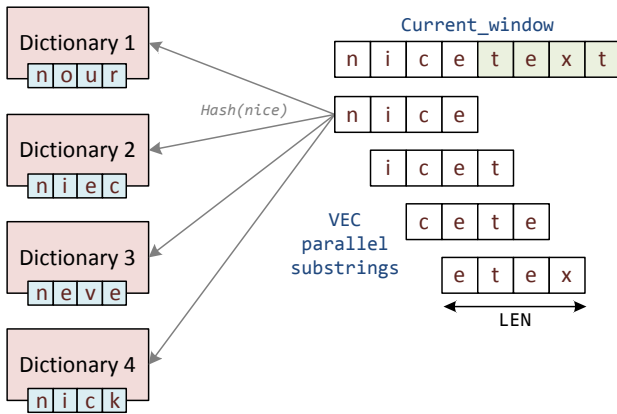 Dictionary 1
n o u r
Dictionary 2
n i e c
Dictionary 3
n e v e
Dictionary 4
n i c k
Hash(nice)
Current_window
n i c e t e x t
n i c e
i c e t
c e t e
e t e x
VEC
parallel
substrings
LEN